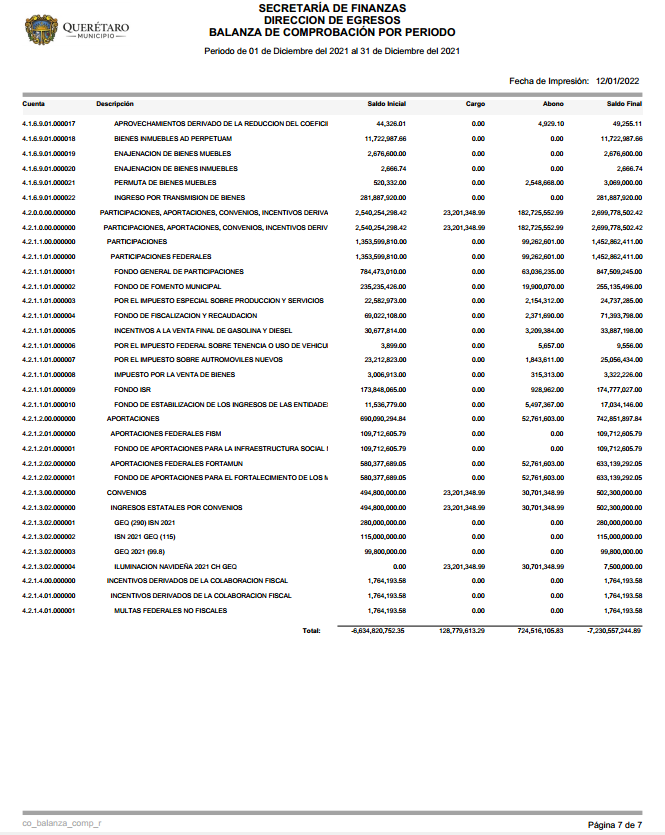 SECRETARÍA DE FINANZAS
DIRECCION DE EGRESOS
BALANZA DE COMPROBACIÓN POR PERIODO
QUERÉTARO
MUNICIPIO
Periodo de 01 de Diciembre del 2021 al 31 de Diciembre del 2021
Fecha de Impresión: 12/01/2022
Cuenta Descripción Saldo Inicial Cargo Abono Saldo Final
4.1.6.9.01.000017 APROVECHAMIENTOS DERIVADO DE LA REDUCCION DEL COEFICII 44,326.01 0.00 4,929.10 49,255.11
4.1.6.9.01.000018 BIENES INMUEBLES AD PERPETUAM 11,722,987.66 0.00 0.00 11,722,987.66
4.1.6.9.01.000019 ENAJENACION DE BIENES MUEBLES 2,676,600.00 0.00 0.00 2,676,600.00
4.1.6.9.01.000020 ENAJENACION DE BIENES INMUEBLES 2,666.74 0.00 0.00 2,666.74
4.1.6.9.01.000021 PERMUTA DE BIENES MUEBLES 520,332.00 0.00 2,548,668.00 3,069,000.00
4.1.6.9.01.000022 INGRESO POR TRANSMISION DE BIENES 281,887,920.00 0.00 0.00 281,887,920.00
4.2.0.0.00.000000 PARTICIPACIONES, APORTACIONES, CONVENIOS, INCENTIVOS DERIVA 2,540,254,298.42 23,201,348.99 182,725,552.99 2,699,778,502.42
4.2.1.0.00.000000 PARTICIPACIONES, APORTACIONES, CONVENIOS, INCENTIVOS DERIV 2,540,254,298.42 23,201,348.99 182,725,552.99 2,699,778,502.42
4.2.1.1.00.000000 PARTICIPACIONES 1,353,599,810.00 0.00 99,262,601.00 1,452,862,411.00
4.2.1.1.01.000000 PARTICIPACIONES FEDERALES 1,353,599,810.00 0.00 99,262,601.00 1,452,862,411.00
4.2.1.1.01.000001 FONDO GENERAL DE PARTICIPACIONES 784,473,010.00 0.00 63,036,235.00 847,509,245.00
4.2.1.1.01.000002 FONDO DE FOMENTO MUNICIPAL 235,235,426.00 0.00 19,900,070.00 255,135,496.00
4.2.1.1.01.000003 POR EL IMPUESTO ESPECIAL SOBRE PRODUCCION Y SERVICIOS 22,582,973.00 0.00 2,154,312.00 24,737,285.00
4.2.1.1.01.000004 FONDO DE FISCALIZACION Y RECAUDACION 69,022,108.00 0.00 2,371,690.00 71,393,798.00
4.2.1.1.01.000005 INCENTIVOS A LA VENTA FINAL DE GASOLINA Y DIESEL 30,677,814.00 0.00 3,209,384.00 33,887,198.00
4.2.1.1.01.000006 POR EL IMPUESTO FEDERAL SOBRE TENENCIA O USO DE VEHICUI 3,899.00 0.00 5,657.00 9,556.00
4.2.1.1.01.000007 POR EL IMPUESTO SOBRE AUTROMOVILES NUEVOS 23,212,823.00 0.00 1,843,611.00 25,056,434.00
4.2.1.1.01.000008 IMPUESTO POR LA VENTA DE BIENES 3,006,913.00 0.00 315,313.00 3,322,226.00
4.2.1.1.01.000009 FONDO ISR 173,848,065.00 0.00 928,962.00 174,777,027.00
4.2.1.1.01.000010 FONDO DE ESTABILIZACION DE LOS INGRESOS DE LAS ENTIDADE: 11,536,779.00 0.00 5,497,367.00 17,034,146.00
4.2.1.2.00.000000 APORTACIONES 690,090,294.84 0.00 52,761,603.00 742,851,897.84
4.2.1.2.01.000000 APORTACIONES FEDERALES FISM 109,712,605.79 0.00 0.00 109,712,605.79
4.2.1.2.01.000001 FONDO DE APORTACIONES PARA LA INFRAESTRUCTURA SOCIAL I 109,712,605.79 0.00 0.00 109,712,605.79
4.2.1.2.02.000000 APORTACIONES FEDERALES FORTAMUN 580,377,689.05 0.00 52,761,603.00 633,139,292.05
4.2.1.2.02.000001 FONDO DE APORTACIONES PARA EL FORTALECIMIENTO DE LOS M 580,377,689.05 0.00 52,761,603.00 633,139,292.05
4.2.1.3.00.000000 CONVENIOS 494,800,000.00 23,201,348.99 30,701,348.99 502,300,000.00
4.2.1.3.02.000000 INGRESOS ESTATALES POR CONVENIOS 494,800,000.00 23,201,348.99 30,701,348.99 502,300,000.00
4.2.1.3.02.000001 GEQ (290) ISN 2021 280,000,000.00 0.00 0.00 280,000,000.00
4.2.1.3.02.000002 ISN 2021 GEQ (115) 115,000,000.00 0.00 0.00 115,000,000.00
4.2.1.3.02.000003 GEQ 2021 (99.8) 99,800,000.00 0.00 0.00 99,800,000.00
4.2.1.3.02.000004 ILUMINACION NAVIDEÑA 2021 CH GEQ 0.00 23,201,348.99 30,701,348.99 7,500,000.00
4.2.1.4.00.000000 INCENTIVOS DERIVADOS DE LA COLABORACION FISCAL 1,764,193.58 0.00 0.00 1,764,193.58
4.2.1.4.01.000000 INCENTIVOS DERIVADOS DE LA COLABORACION FISCAL 1,764,193.58 0.00 0.00 1,764,193.58
4.2.1.4.01.000001 MULTAS FEDERALES NO FISCALES 1,764,193.58 0.00 0.00 1,764,193.58
Total: -6,634,820,752.35 128,779,613.29 724,516,105.83 -7,230,557,244.89
co_balanza_comp_r Página 7 de 7